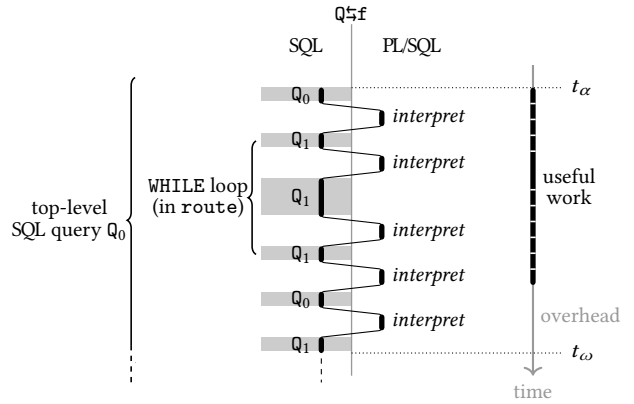 Q⇆f
SQL
PL/SQL
Q0
tα
interpret
Q1
interpret
WHILE loop
(in route)
Q1
useful
work
top-level
SQL query Q0
interpret
Q1
interpret
Q0
interpret
overhead
Q1
tω
time